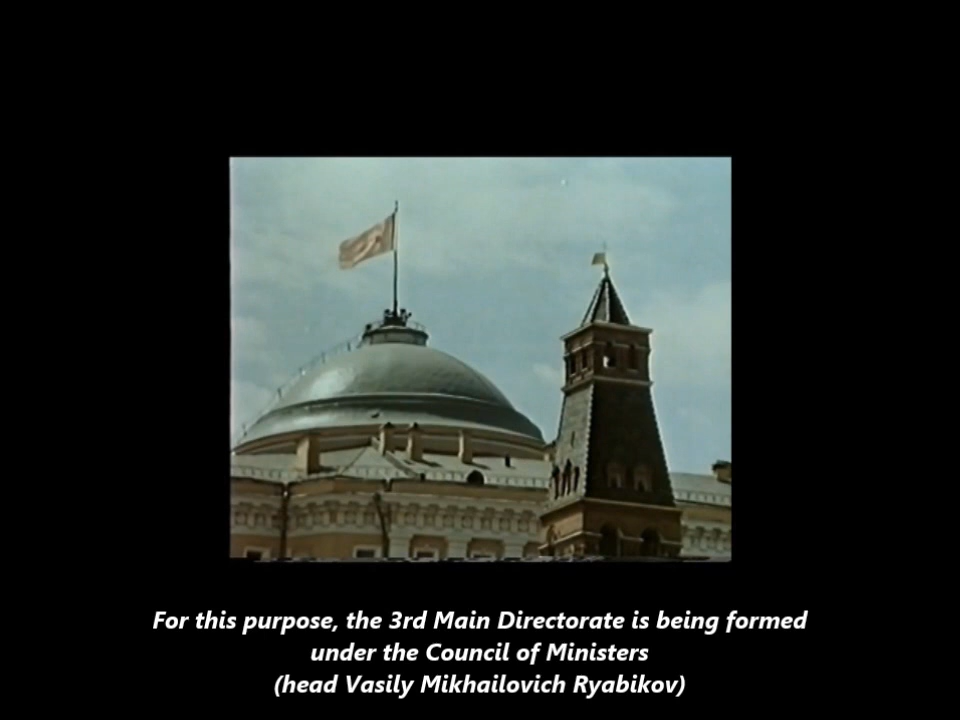 For this purpose, the 3rd Main Directorate is being formed
under the Council of Ministers
(head Vasily Mikhailovich Ryabikov)